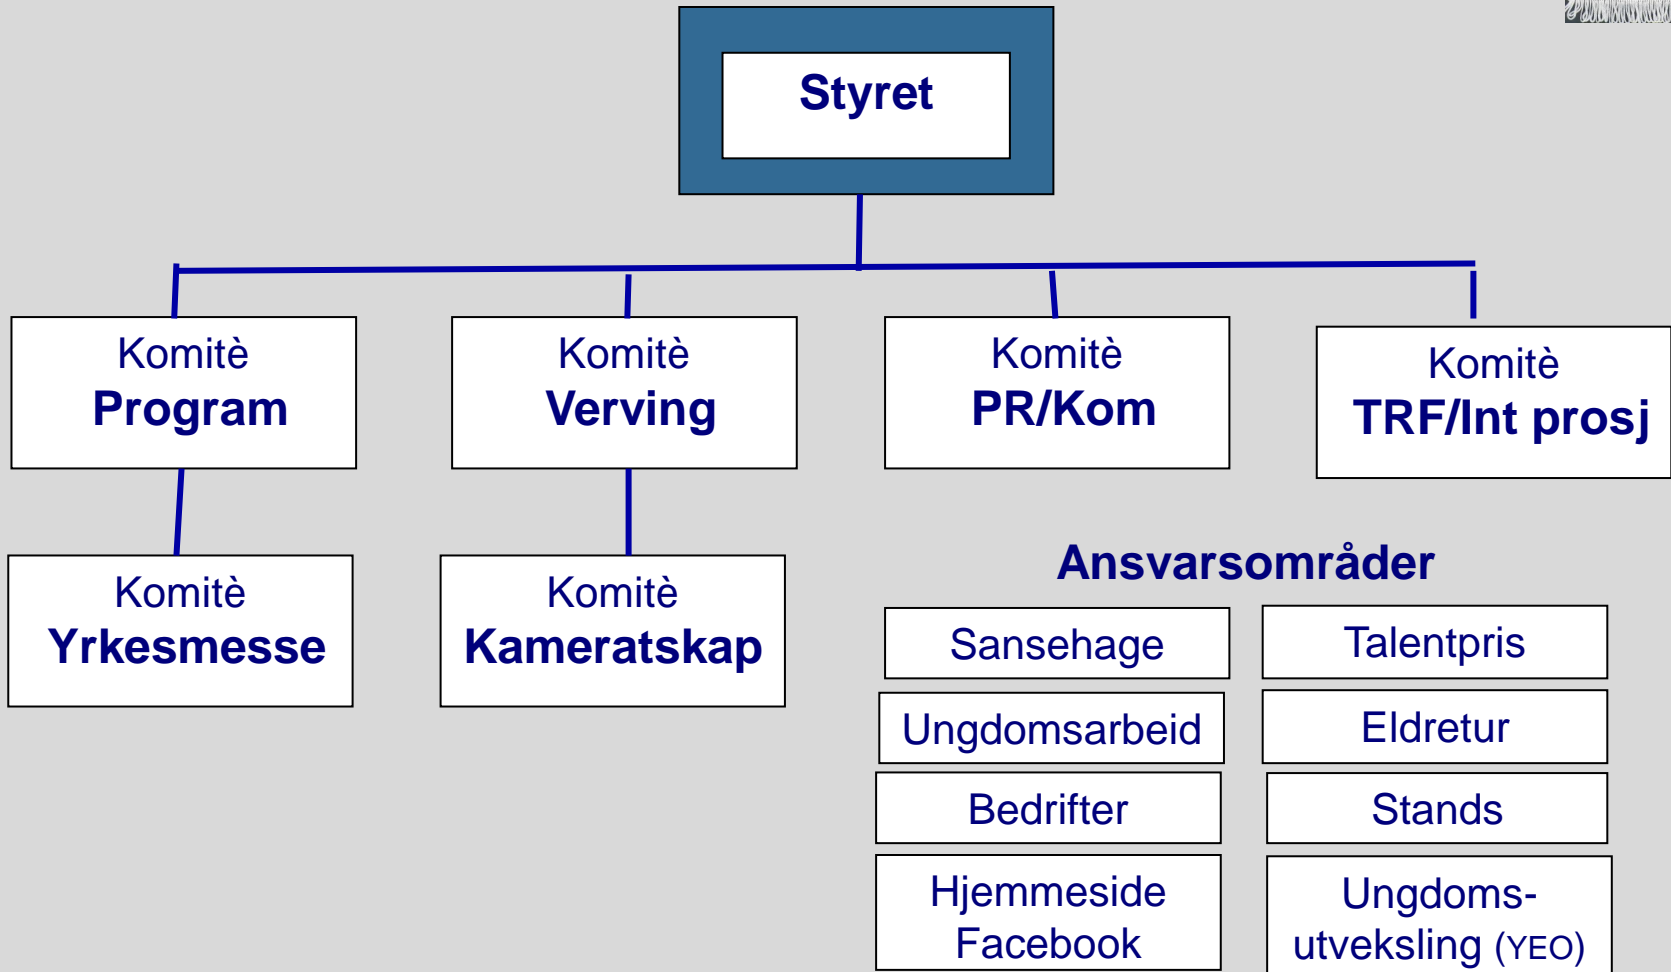 Styret
Komitè
Program
Komitè
Verving
Komitè
PR/Kom
Komitè
TRF/Int prosj
Komitè
Yrkesmesse
Komitè
Kameratskap
Ansvarsområder
Sansehage
Talentpris
Ungdomsarbeid
Eldretur
Bedrifter
Stands
Hjemmeside
Facebook
Ungdoms-
utveksling (YEO)